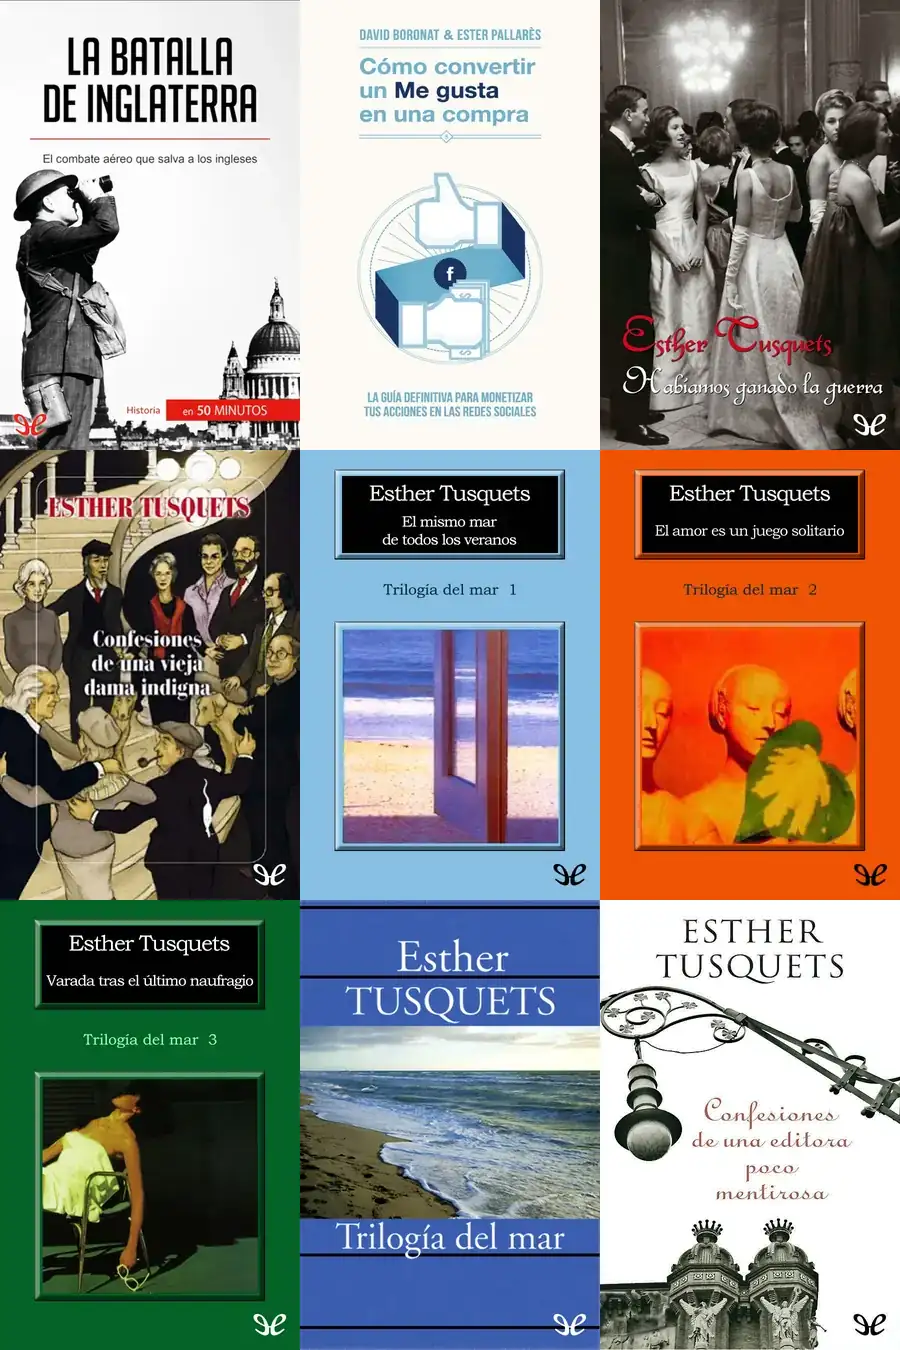 LA BATALLA
DE INGLATERRA
El combate aéreo que salva a los ingleses
Historia
en 50 MINUTOS
DAVID BORONAT & ESTER PALLARÈS
Cómo convertir
un Me gusta
en una compra
f
$
$
LA GUÍA DEFINITIVA PARA MONETIZAR
TUS ACCIONES EN LAS REDES SOCIALES
Esther Tusquets
Habíamos ganado la guerra
ESTHER TUSQUETS
Confesiones
de una vieja
dama indigna
Esther Tusquets
El mismo mar
de todos los veranos
Trilogía del mar 1
Esther Tusquets
El amor es un juego solitario
Trilogía del mar 2
Esther Tusquets
Varada tras el último naufragio
Trilogía del mar 3
Esther
TUSQUETS
Trilogía del mar
ESTHER
TUSQUETS
Confesiones
de una editora
poco
mentirosa